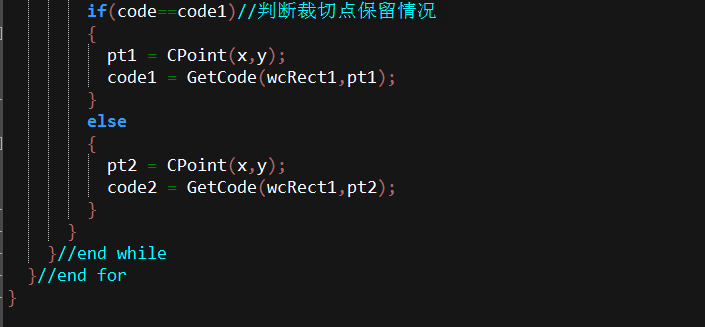 if(code==code1)//判断裁切点保留情况
{
pt1 = CPoint(x,y);
code1 = GetCode(wcRect1,pt1);
}
else
{
pt2 = CPoint(x,y);
code2 = GetCode(wcRect1,pt2);
}
}
}//end while
}//end for
}